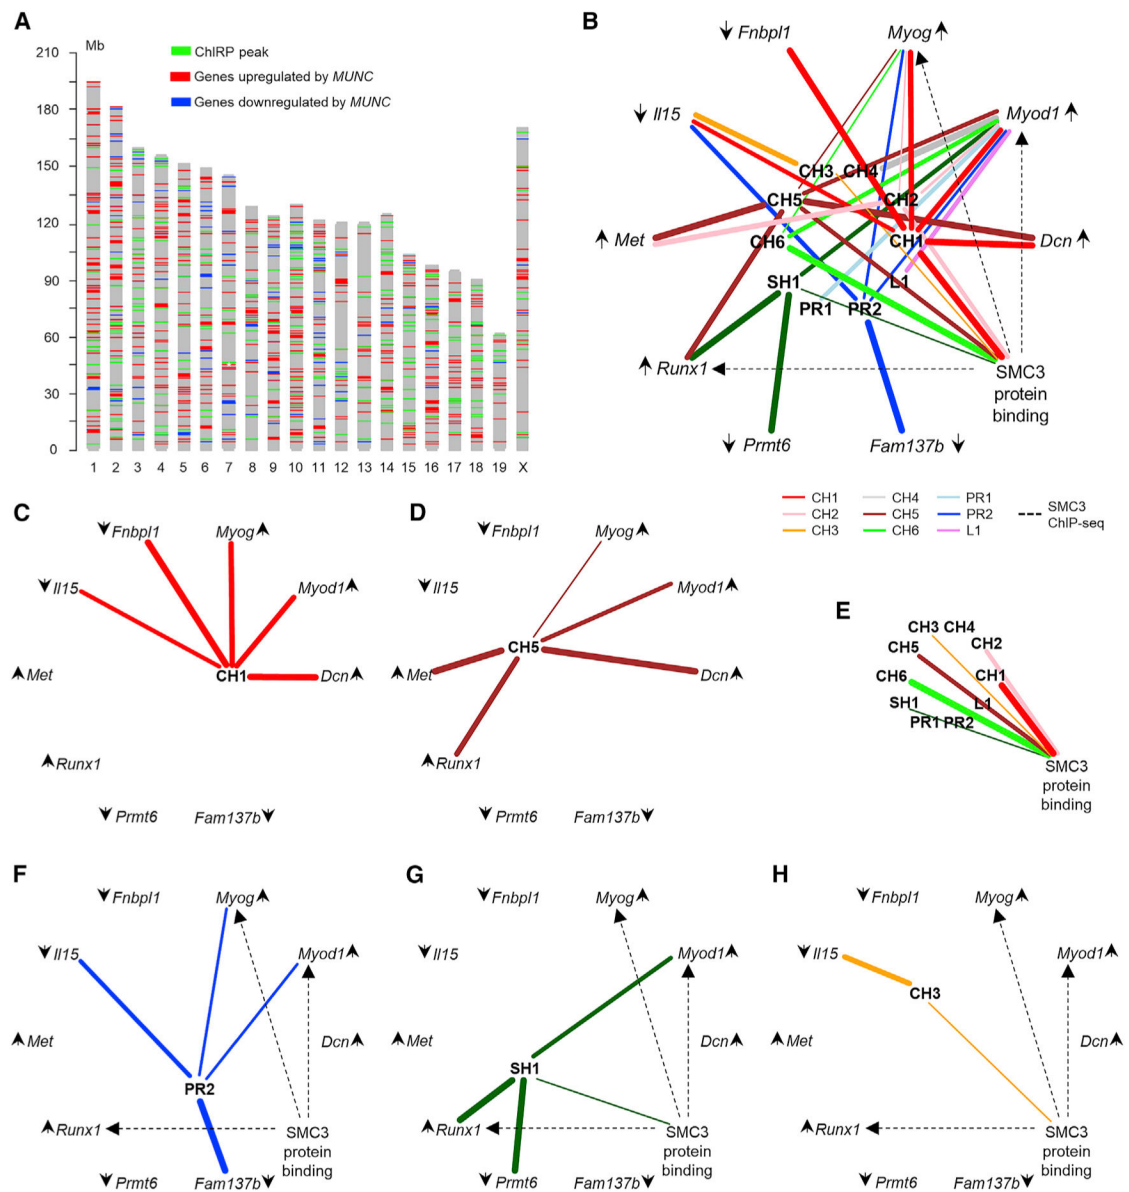 A
Mb
210
180
150
120
90
60
30
0
ChIRP peak
Genes upregulated by MUNC
Genes downregulated by MUNC
1 2 3 4 5 6 7 8 9 10 11 12 13 14 15 16 17 18 19 X
B
Fnbpl1 Myog
Il15 Myod1
CH3 CH4
CH5 CH2
Met CH6 CH1 Dcn
SH1 L1
PR1 PR2
Runx1 SMC3
protein
binding
Prmt6 Fam137b
CH1 CH4 PR1
CH2 CH5 PR2
CH3 CH6 L1
SMC3
ChIP-seq
C
Fnbpl1 Myog
Il15 Myod1
Met CH1 Dcn
Runx1
Prmt6 Fam137b
D
Fnbpl1 Myog
Il15 Myod1
CH5
Met Dcn
Runx1
Prmt6 Fam137b
E
CH3 CH4
CH5 CH2
CH6 CH1
SH1 L1
PR1 PR2
SMC3
protein
binding
F
Fnbpl1 Myog
Il15 Myod1
Met Dcn
PR2
Runx1 SMC3
protein
binding
Prmt6 Fam137b
G
Fnbpl1 Myog
Il15 Myod1
Met Dcn
SH1
Runx1 SMC3
protein
binding
Prmt6 Fam137b
H
Fnbpl1 Myog
Il15 Myod1
CH3
Met Dcn
Runx1 SMC3
protein
binding
Prmt6 Fam137b